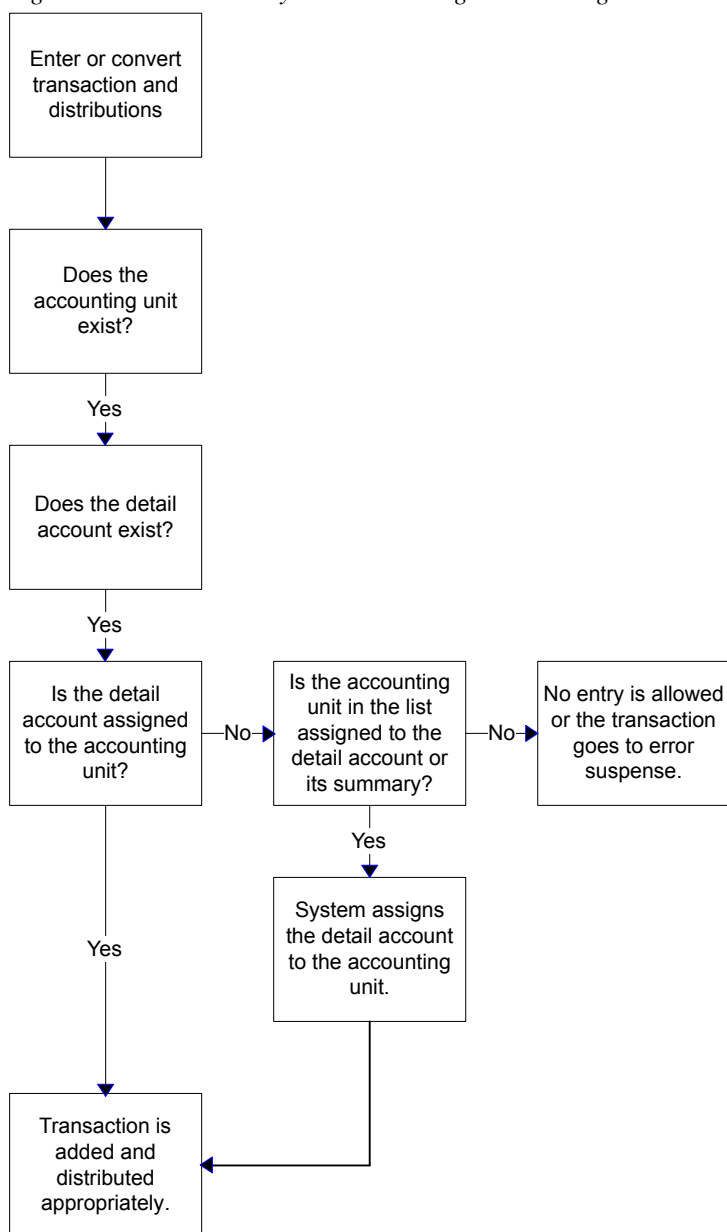 Enter or convert
transaction and
distributions
Does the
accounting unit
exist?
Yes
Does the detail
account exist?
Yes
Is the detail
account assigned
to the accounting
unit?
No
Is the accounting
unit in the list
assigned to the
detail account or
its summary?
No
No entry is allowed
or the transaction
goes to error
suspense.
Yes
System assigns
the detail account
to the accounting
unit.
Yes
Transaction is
added and
distributed
appropriately.